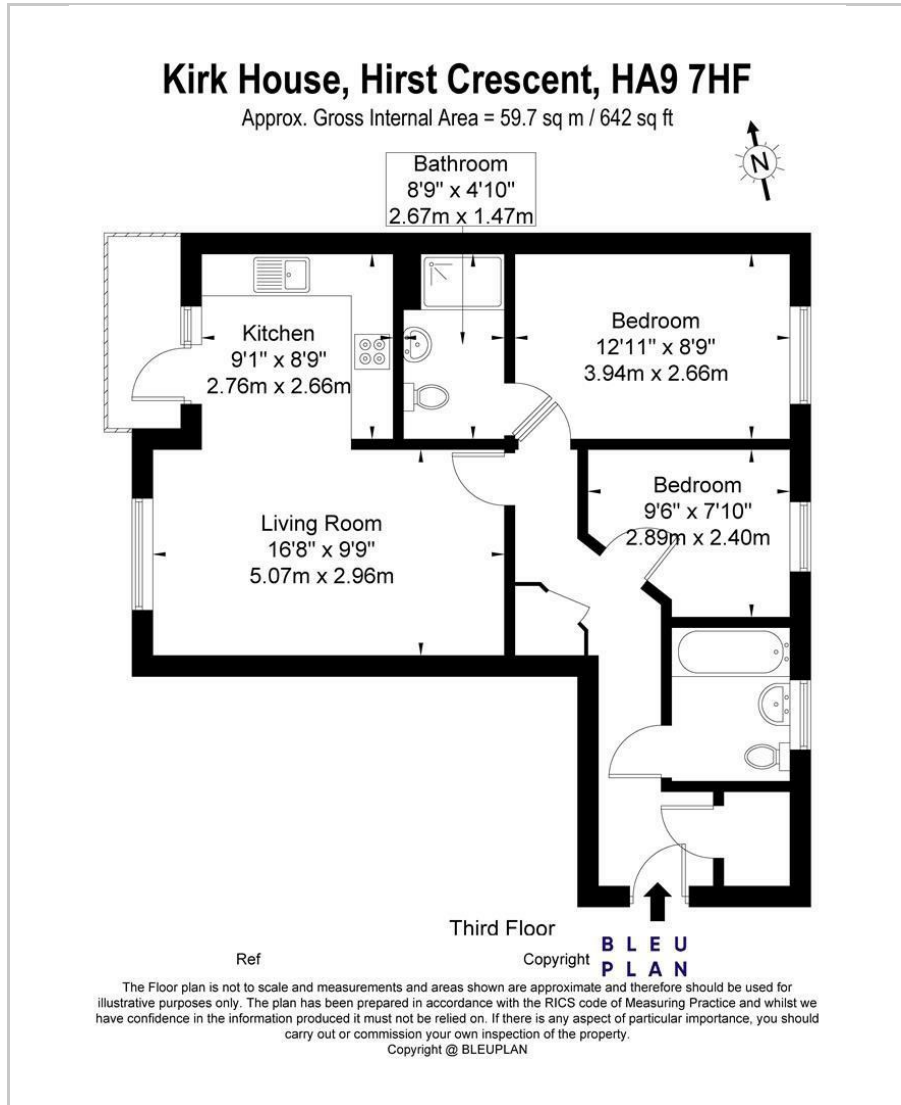 Kirk House, Hirst Crescent, HA9 7HF
Approx. Gross Internal Area = 59.7 sq m / 642 sq ft
N
Bathroom
8'9" x 4'10"
2.67m x 1.47m
Kitchen
9'1" x 8'9"
2.76m x 2.66m
Bedroom
12'11" x 8'9"
3.94m x 2.66m
Living Room
16'8" x 9'9"
5.07m x 2.96m
Bedroom
9'6" x 7'10"
2.89m x 2.40m
Third Floor
Ref
Copyright
BLEU
PLAN
The Floor plan is not to scale and measurements and areas shown are approximate and therefore should be used for
illustrative purposes only. The plan has been prepared in accordance with the RICS code of Measuring Practice and whilst we
have confidence in the information produced it must not be relied on. If there is any aspect of particular importance, you should
carry out or commission your own inspection of the property.
Copyright @ BLEUPLAN